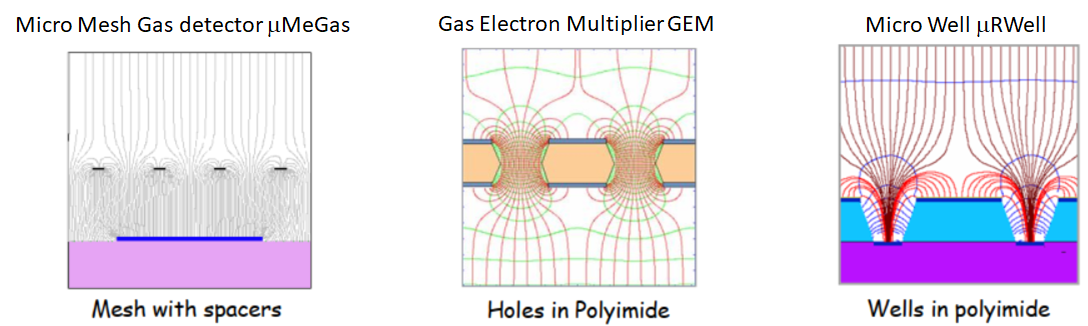 Micro Mesh Gas detector μMeGas
Gas Electron Multiplier GEM
Micro Well μRWell
Mesh with spacers
Holes in Polyimide
Wells in polyimide